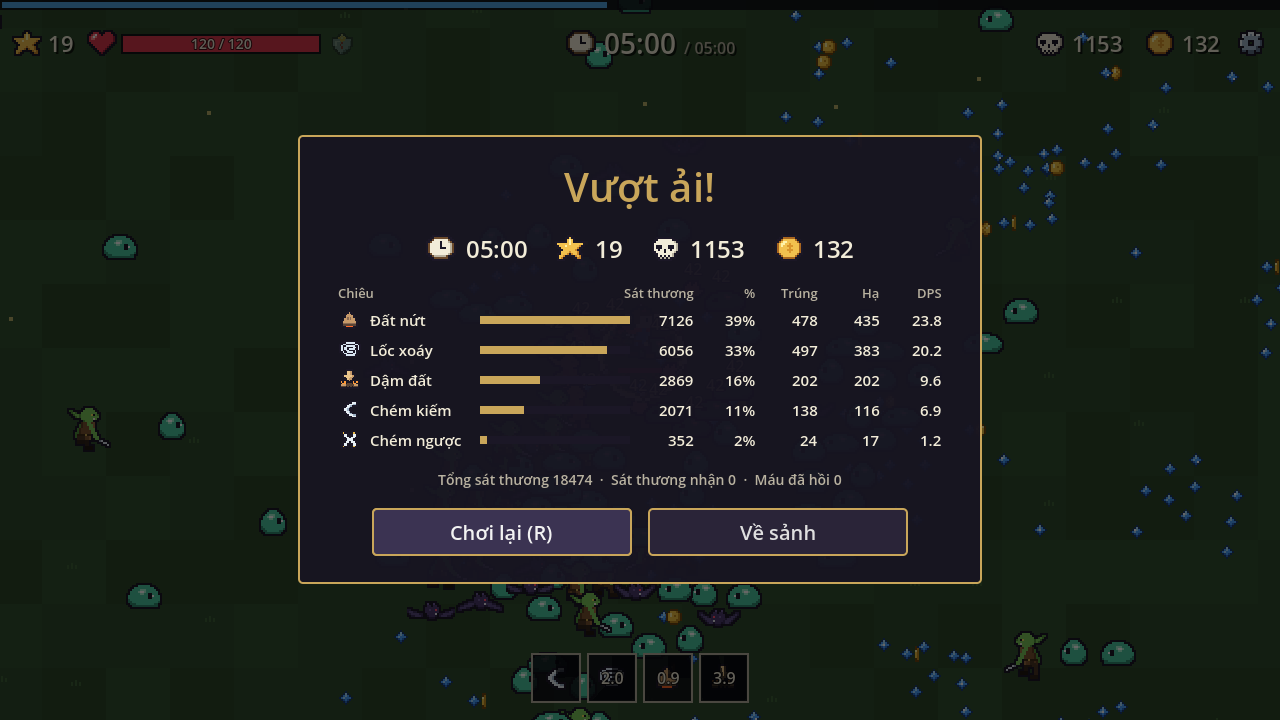 19 120 / 120 05:00 / 05:00 1153 132
Vượt ải!
05:00 19 1153 132
Chiêu Sát thương % Trúng Hạ DPS
Đất nứt 7126 39% 478 435 23.8
Lốc xoáy 6056 33% 497 383 20.2
Dậm đất 2869 16% 202 202 9.6
Chém kiếm 2071 11% 138 116 6.9
Chém ngược 352 2% 24 17 1.2
Tổng sát thương 18474 · Sát thương nhận 0 · Máu đã hồi 0
Chơi lại (R) Về sảnh
2.0 0.9 3.9